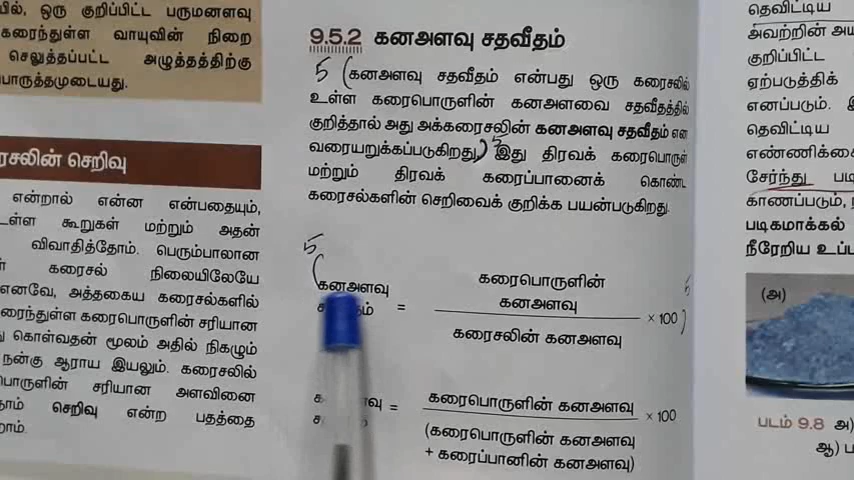 யில், ஒரு குறிப்பிட்ட பருமனளவு
கரைந்துள்ள வாயுவின் நிறை
செலுத்தப்பட்ட அழுத்தத்திற்கு
பொருத்தமுடையது.
ரசலின் செறிவு
என்றால் என்ன என்பதையும்,
உள்ள கூறுகள் மற்றும் அதன்
விவாதித்தோம். பெரும்பாலான
கரைசல் நிலையிலேயே
எனவே, அத்தகைய கரைசல்களில்
கரைந்துள்ள கரைபொருளின் சரியான
கொள்வதன் மூலம் அதில் நிகழும்
நன்கு ஆராய இயலும். கரைசலில்
பொருளின் சரியான அளவினை
நாம் செறிவு என்ற பதத்தை
றோம்.
9.5.2 கனஅளவு சதவீதம்
5 (கனஅளவு சதவீதம் என்பது ஒரு கரைசலில்
உள்ள கரைபொருளின் கனஅளவை சதவீதத்தில்
குறித்தால் அது அக்கரைசலின் கனஅளவு சதவீதம் என
வரையறுக்கப்படுகிறது.) 5 இது திரவக் கரைபொருள்
மற்றும் திரவக் கரைப்பானைக் கொண்ட
கரைசல்களின் செறிவைக் குறிக்க பயன்படுகிறது.
5
(கனஅளவு
= கரைபொருளின்
கனஅளவு
கரைசலின் கனஅளவு
× 100 )
= கரைபொருளின் கனஅளவு × 100
(கரைபொருளின் கனஅளவு
+ கரைப்பானின் கனஅளவு)
தெவிட்டிய
அவற்றின் அய
குறிப்பிட்ட
ஏற்படுத்திக்
எனப்படும்.
தெவிட்டிய
எண்ணிக்கை
சேர்ந்து படி
காணப்படும்,
படிகமாக்கல்
நீரேறிய உப்ப
(அ)
படம் 9.8 அ)
ஆ) ப